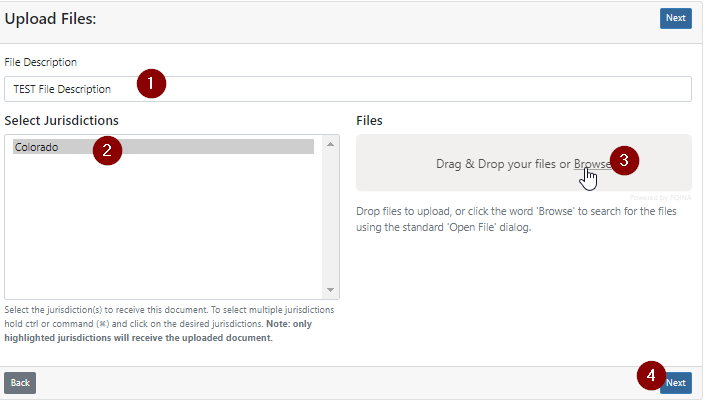 Upload Files:
Next
File Description
TEST File Description
1
Select Jurisdictions
Files
Colorado
2
Drag & Drop your files or Browse
3
Powered by PQINA
Drop files to upload, or click the word 'Browse' to search for the files
using the standard 'Open File' dialog.
Select the jurisdiction(s) to receive this document. To select multiple jurisdictions
hold ctrl or command (⌘) and click on the desired jurisdictions. Note: only
highlighted jurisdictions will receive the uploaded document.
Back
4
Next